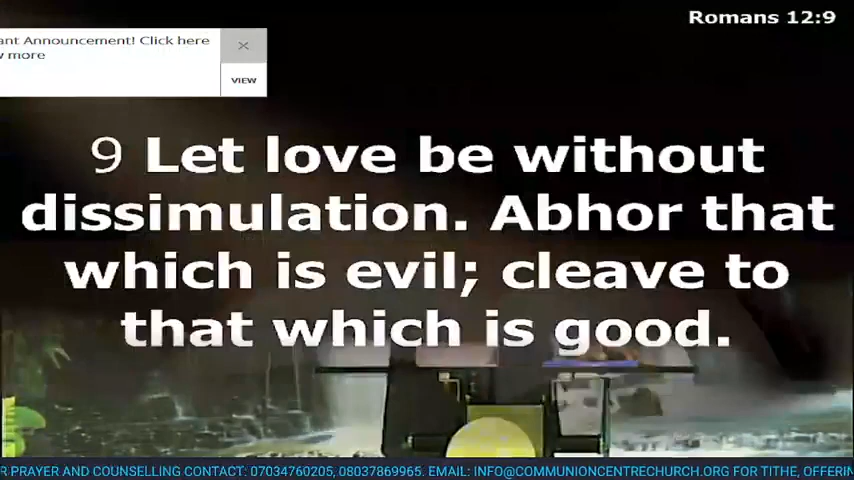 Romans 12:9
ant Announcement! Click here
w more
VIEW
9 Let love be without
dissimulation. Abhor that
which is evil; cleave to
that which is good.
R PRAYER AND COUNSELLING CONTACT: 07034760205, 08037869965. EMAIL: INFO@COMMUNIONCENTRECHURCH.ORG FOR TITHE, OFFERIN